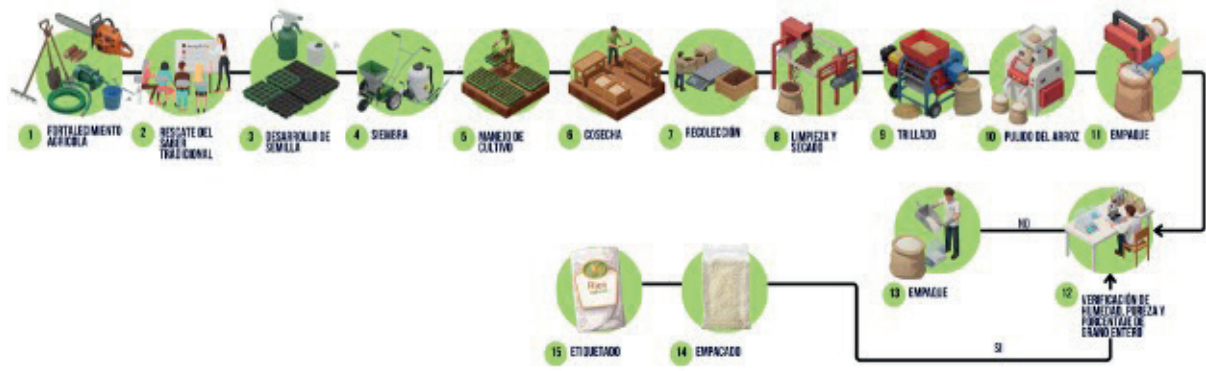 1 FORTALECIMIENTO
AGRICOLA
2 RESCATE DEL
SABER
TRADICIONAL
3 DESARROLLO DE
SEMILLA
4 SIEMBRA
5 MANEJO DE
CULTIVO
6 COSECHA
7 RECOLECCIÓN
8 LIMPIEZA Y
SECADO
9 TRILLADO
10 PULIDO DEL ARROZ
11 EMPAQUE
NO
13 EMPAQUE
12 VERIFICACIÓN DE
HUMEDAD, PUREZA Y
PORCENTAJE DE
GRANO ENTERO
15 ETIQUETADO
14 EMPACADO
SI